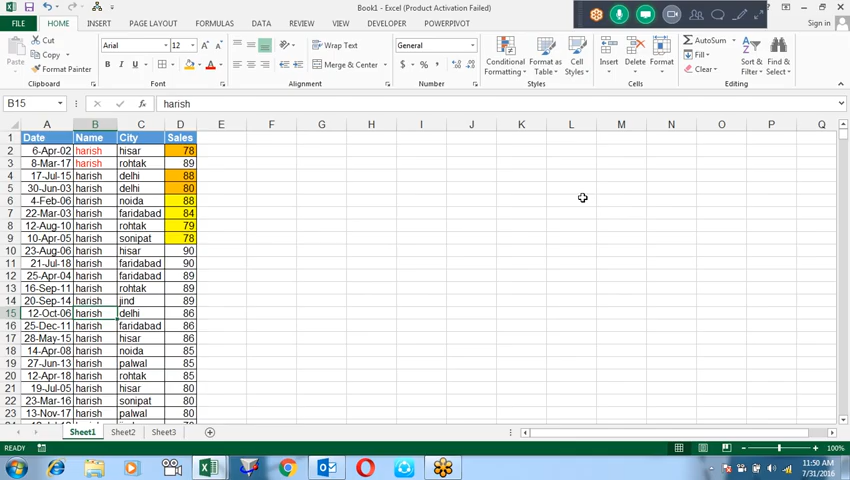 Book1 - Excel (Product Activation Failed)
Sign in
FILE HOME INSERT PAGE LAYOUT FORMULAS DATA REVIEW VIEW DEVELOPER POWERPIVOT
Cut
Copy
Format Painter
Paste
Clipboard
Arial 12
B I U
Font
Wrap Text
Merge & Center
Alignment
General
$ % ,
Number
Conditional Formatting
Format as Table
Cell Styles
Styles
Insert Delete Format
Cells
AutoSum
Fill
Clear
Sort & Filter
Find & Select
Editing
B15 fx harish
A B C D E F G H I J K L M N O P Q
1 Date Name City Sales
2 6-Apr-02 harish hisar 78
3 8-Mar-17 harish rohtak 89
4 17-Jul-15 harish delhi 88
5 30-Jun-03 harish delhi 80
6 4-Feb-06 harish noida 88
7 22-Mar-03 harish faridabad 84
8 12-Aug-10 harish rohtak 79
9 10-Apr-05 harish sonipat 78
10 23-Aug-06 harish hisar 90
11 21-Jul-18 harish faridabad 90
12 25-Apr-04 harish faridabad 89
13 16-Sep-11 harish rohtak 89
14 20-Sep-14 harish jind 89
15 12-Oct-06 harish delhi 86
16 25-Dec-11 harish faridabad 86
17 28-May-15 harish hisar 86
18 14-Apr-08 harish noida 85
19 27-Jun-13 harish palwal 85
20 12-Apr-18 harish rohtak 85
21 19-Jul-05 harish hisar 80
22 23-Mar-16 harish sonipat 80
23 13-Nov-17 harish palwal 80
Sheet1 Sheet2 Sheet3
READY
100%
11:50 AM
7/31/2016